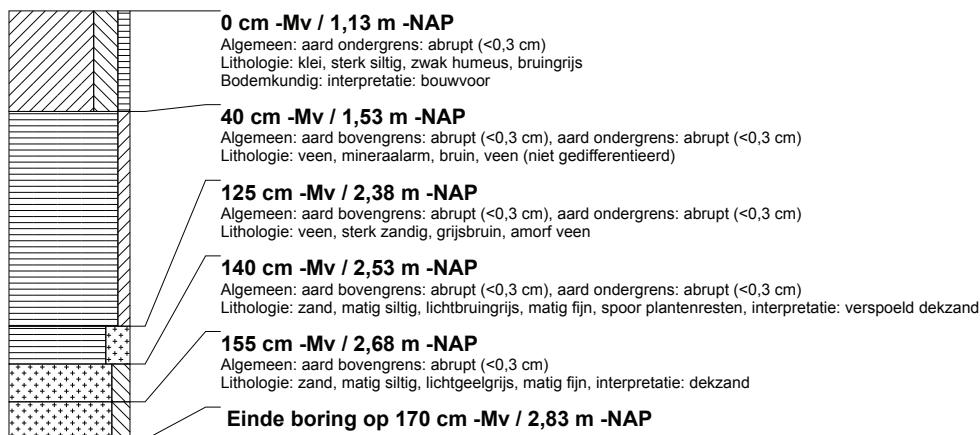 0 cm -Mv / 1,13 m -NAP
Algemeen: aard ondergrens: abrupt (<0,3 cm)
Lithologie: klei, sterk siltig, zwak humeus, bruingrijs
Bodemkundig: interpretatie: bouwvoor
40 cm -Mv / 1,53 m -NAP
Algemeen: aard bovengrens: abrupt (<0,3 cm), aard ondergrens: abrupt (<0,3 cm)
Lithologie: veen, mineraalarm, bruin, veen (niet gedifferentieerd)
125 cm -Mv / 2,38 m -NAP
Algemeen: aard bovengrens: abrupt (<0,3 cm), aard ondergrens: abrupt (<0,3 cm)
Lithologie: veen, sterk zandig, grijsbruin, amorf veen
140 cm -Mv / 2,53 m -NAP
Algemeen: aard bovengrens: abrupt (<0,3 cm), aard ondergrens: abrupt (<0,3 cm)
Lithologie: zand, matig siltig, lichtbruingrijs, matig fijn, spoor plantenresten, interpretatie: verspoeld dekzand
155 cm -Mv / 2,68 m -NAP
Algemeen: aard bovengrens: abrupt (<0,3 cm)
Lithologie: zand, matig siltig, lichtgeelgrijs, matig fijn, interpretatie: dekzand
Einde boring op 170 cm -Mv / 2,83 m -NAP